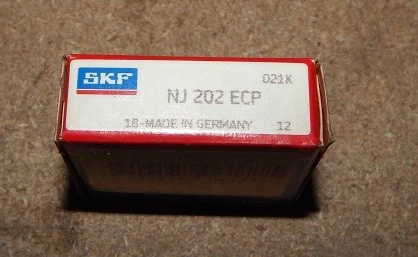 SKF
021K
NJ 202 ECP
18-MADE IN GERMANY 12